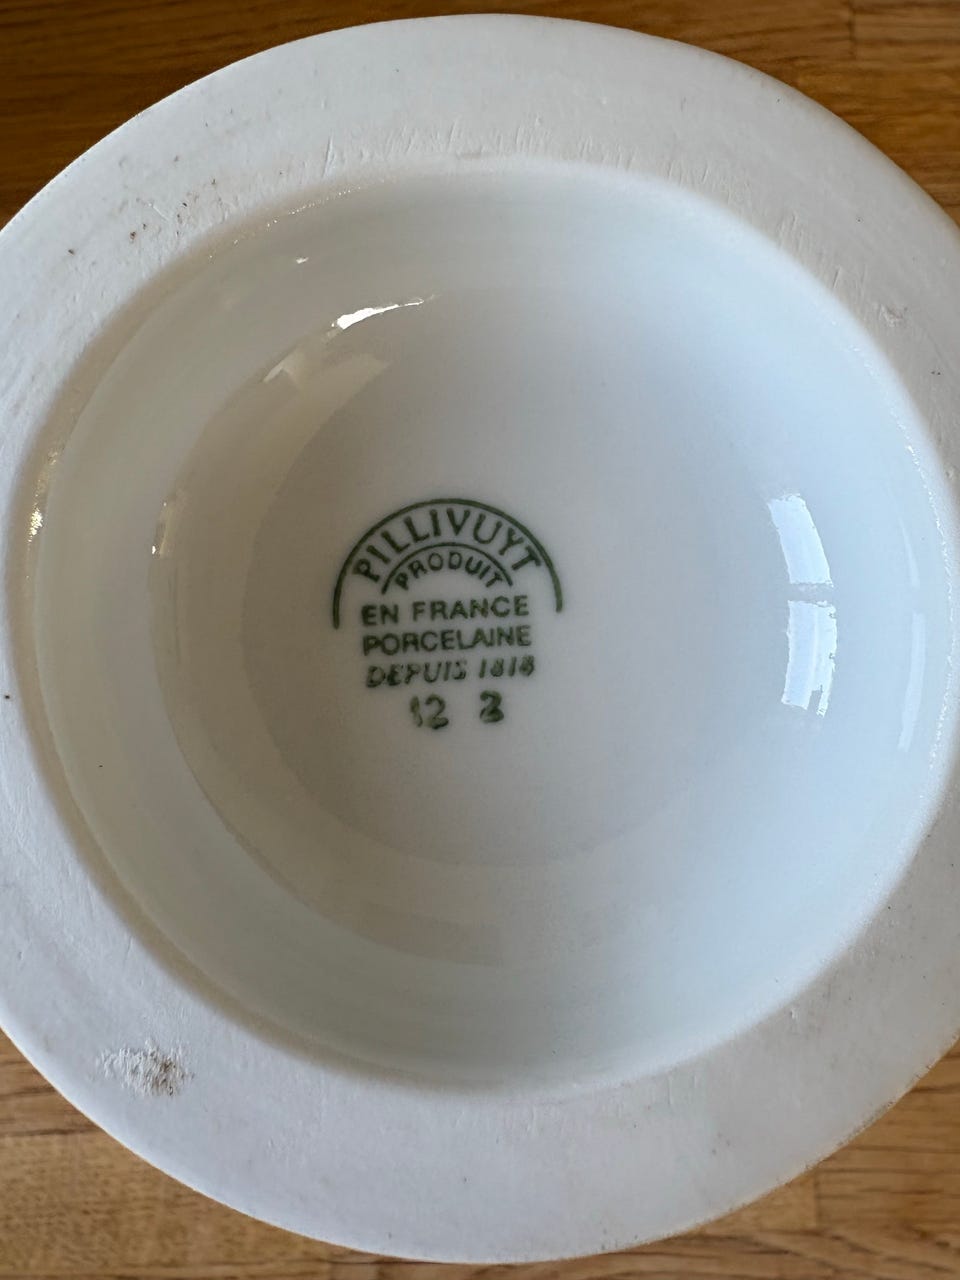 PILLIVUYT
PRODUIT
EN FRANCE
PORCELAINE
DEPUIS 1818
12 3